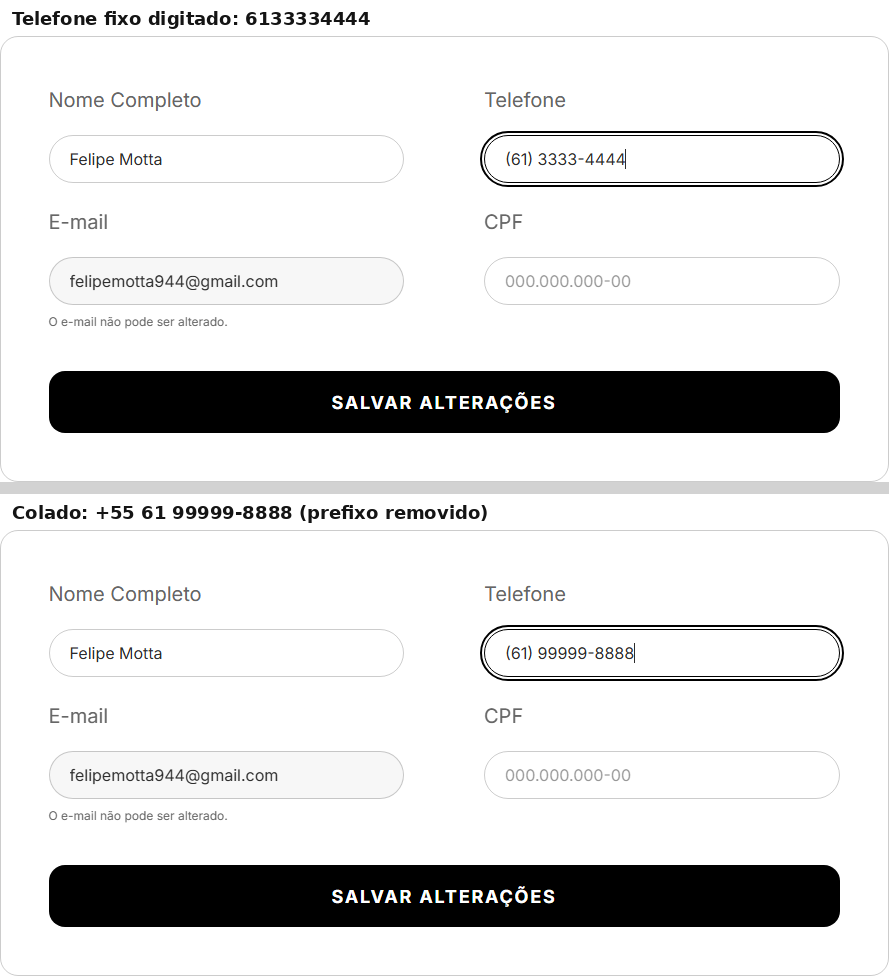 Telefone fixo digitado: 6133334444
Nome Completo
Telefone
Felipe Motta
(61) 3333-4444
E-mail
CPF
felipemotta944@gmail.com
000.000.000-00
O e-mail não pode ser alterado.
SALVAR ALTERAÇÕES
Colado: +55 61 99999-8888 (prefixo removido)
Nome Completo
Telefone
Felipe Motta
(61) 99999-8888
E-mail
CPF
felipemotta944@gmail.com
000.000.000-00
O e-mail não pode ser alterado.
SALVAR ALTERAÇÕES